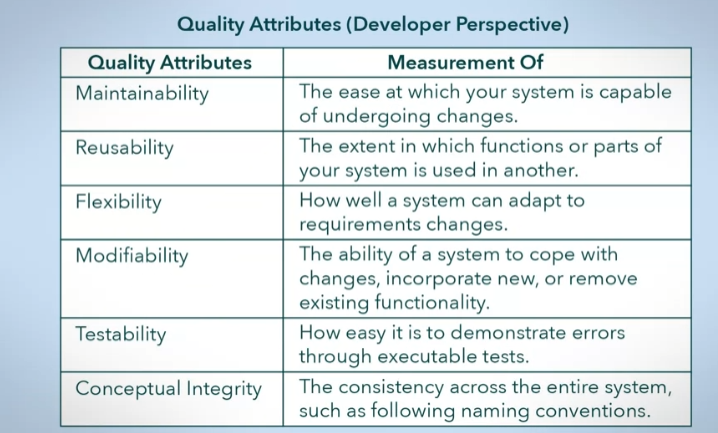 Quality Attributes (Developer Perspective)
Quality Attributes
Measurement Of
Maintainability
The ease at which your system is capable
of undergoing changes.
Reusability
The extent in which functions or parts of
your system is used in another.
Flexibility
How well a system can adapt to
requirements changes.
Modifiability
The ability of a system to cope with
changes, incorporate new, or remove
existing functionality.
Testability
How easy it is to demonstrate errors
through executable tests.
Conceptual Integrity
The consistency across the entire system,
such as following naming conventions.